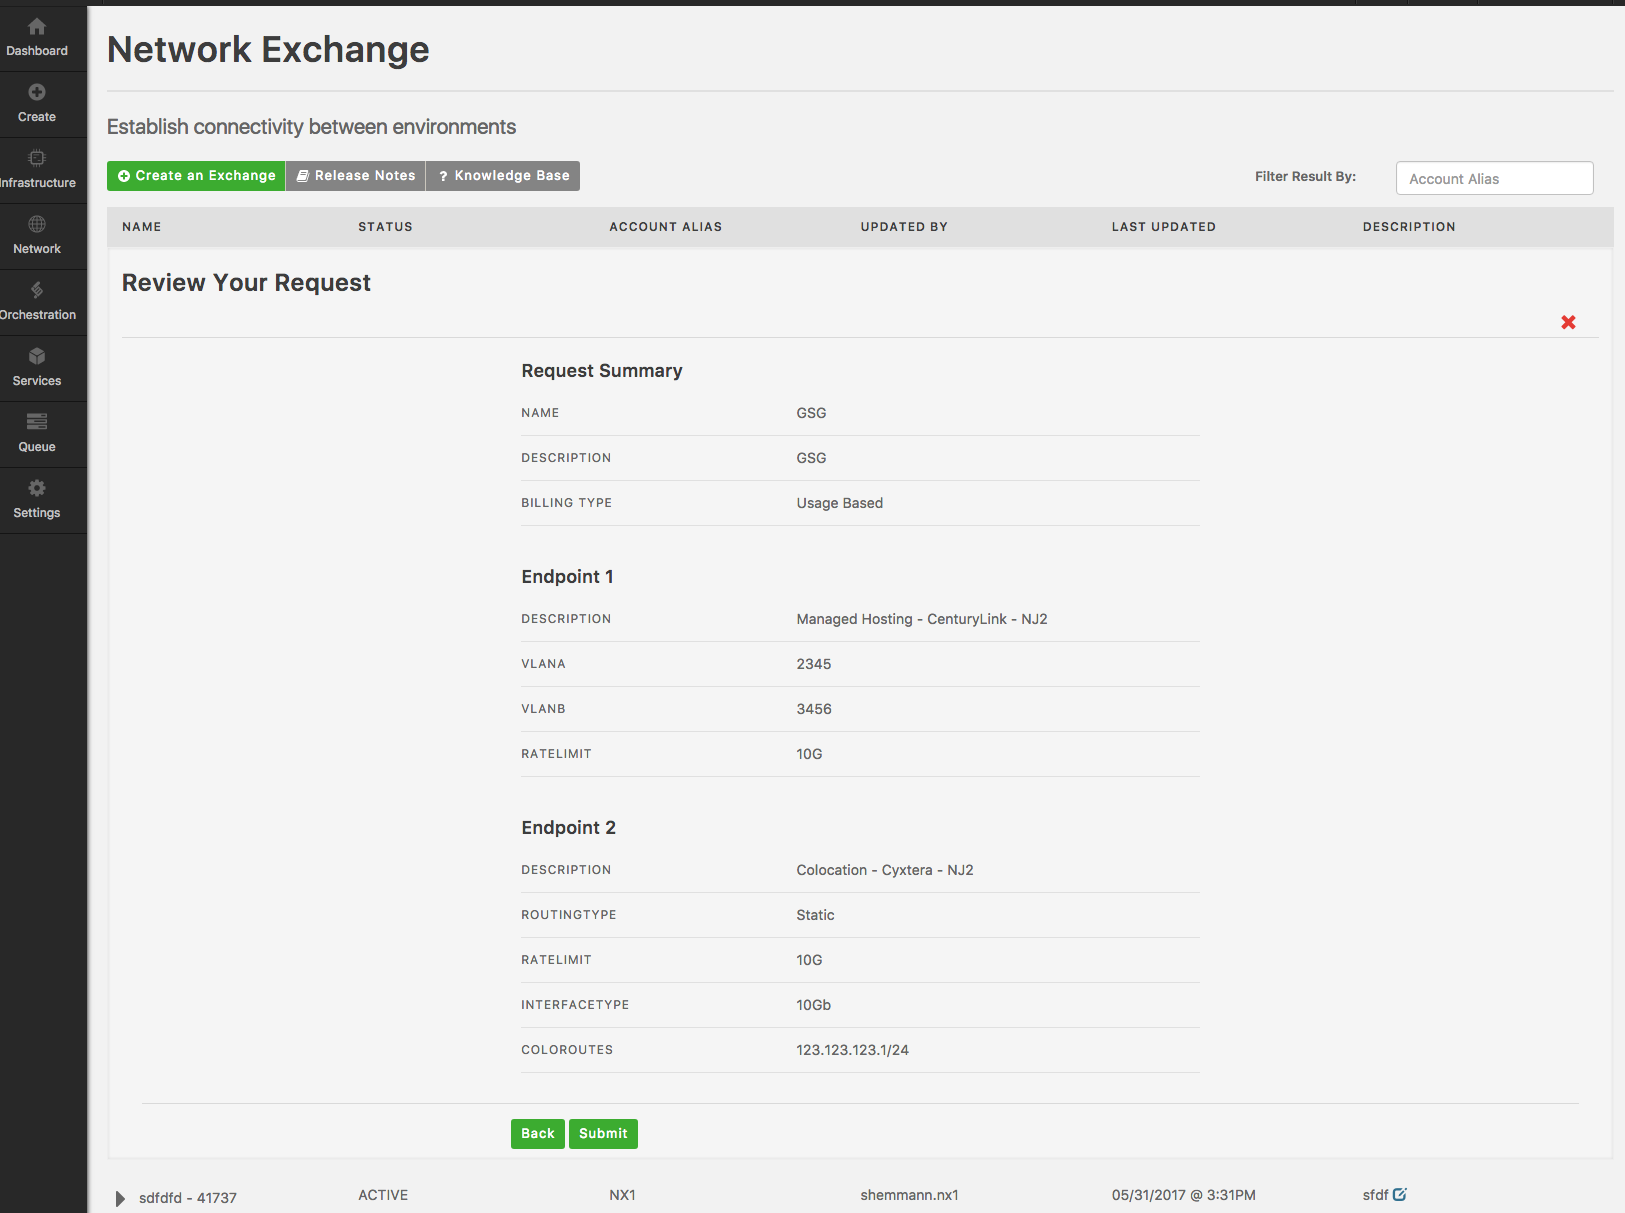 Dashboard
Create
Infrastructure
Network
Orchestration
Services
Queue
Settings
Network Exchange
Establish connectivity between environments
Create an Exchange Release Notes ? Knowledge Base
Filter Result By: Account Alias
NAME STATUS ACCOUNT ALIAS UPDATED BY LAST UPDATED DESCRIPTION
Review Your Request
Request Summary
NAME GSG
DESCRIPTION GSG
BILLING TYPE Usage Based
Endpoint 1
DESCRIPTION Managed Hosting - CenturyLink - NJ2
VLANA 2345
VLANB 3456
RATELIMIT 10G
Endpoint 2
DESCRIPTION Colocation - Cyxtera - NJ2
ROUTINGTYPE Static
RATELIMIT 10G
INTERFACETYPE 10Gb
COLOROUTES 123.123.123.1/24
Back Submit
sdfdfd - 41737 ACTIVE NX1 shemmann.nx1 05/31/2017 @ 3:31PM sfdf